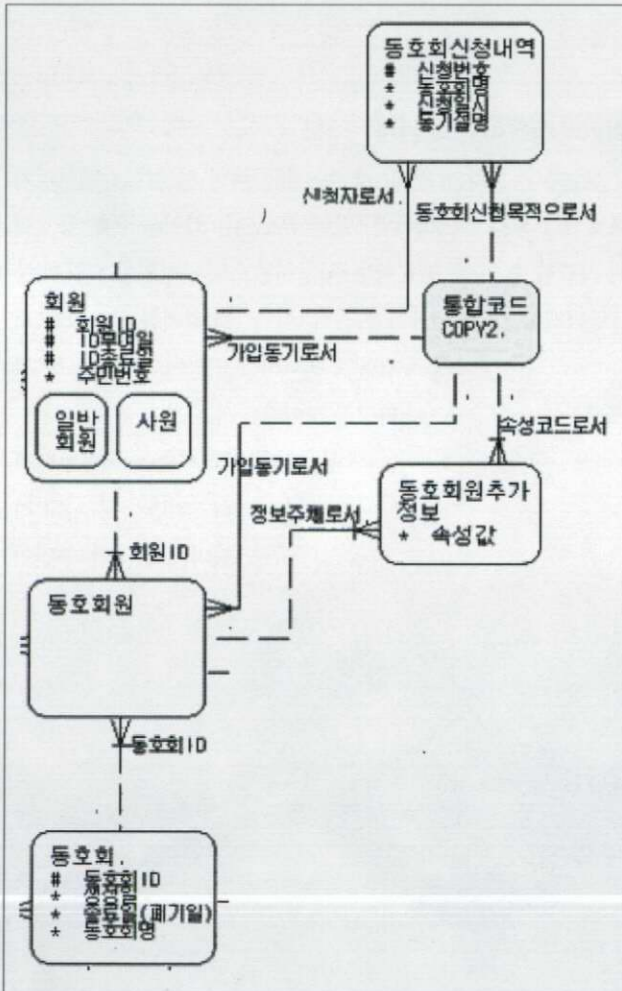 동호회신청내역
# 신청번호
* 동호회명
* 신청일시
* 동기설명
신청자로서
동호회신청목적으로서
회원
# 회원ID
# ID부여일
# ID종료일
* 주민번호
일반
회원
사원
통합코드
COPY2.
가입동기로서
가입동기로서
속성코드로서
동호회원추가
정보
* 속성값
정보주체로서
회원ID
동호회원
동호회ID
동호회
# 동호회ID
* (폐기일)
* 동호회명